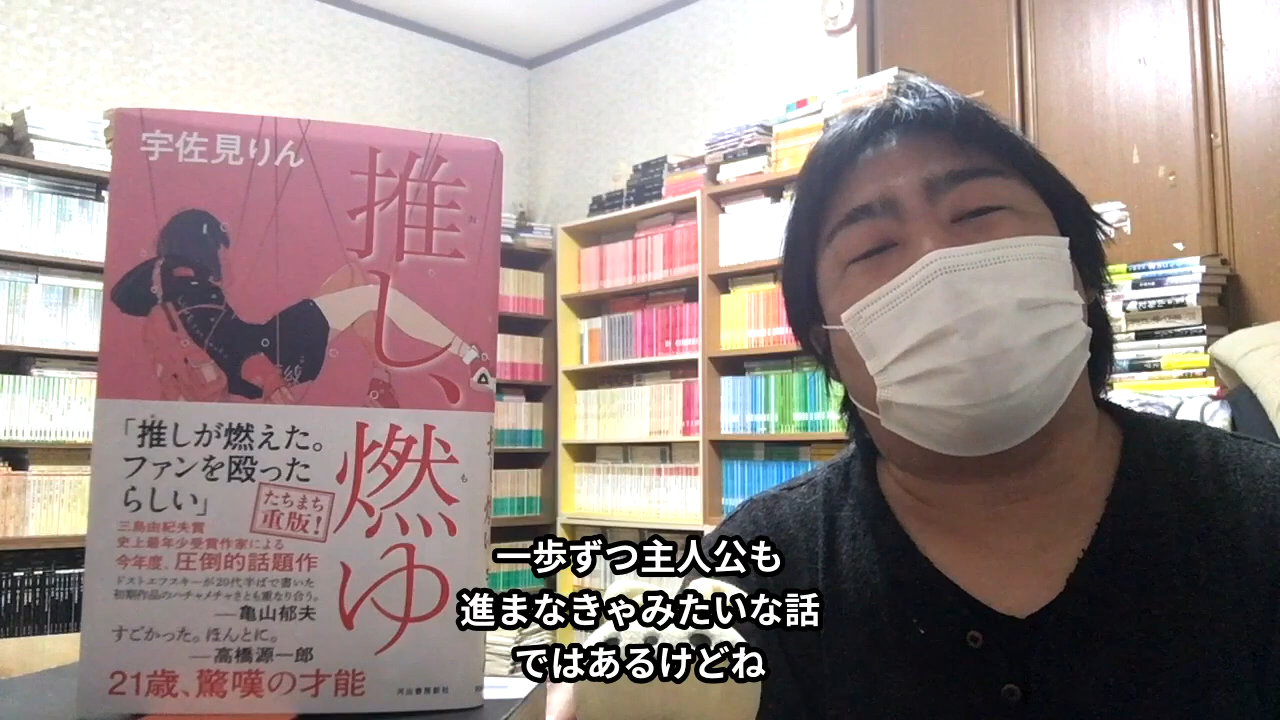 宇佐見りん
推し、燃ゆ
も
「推しが燃えた。
ファンを殴った
らしい」
たちまち
重版!
三島由紀夫賞
史上最年少受賞作家による
今年度、圧倒的話題作
ドストエフスキーが20代半ばで書いた
初期作品のハチャメチャさとも重なり合う。
──亀山郁夫
すごかった。ほんとに。
──高橋源一郎
21歳、驚嘆の才能
河出書房新社
一歩ずつ主人公も
進まなきゃみたいな話
ではあるけどね